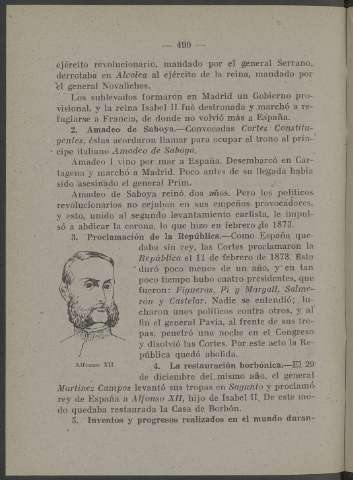 — 490 —
ejército revolucionario, mandado por el general Serrano,
derrotaba en Alcolea al ejército de la reina, mandado por
el general Novaliches.
Los sublevados formaron en Madrid un Gobierno pro-
visional, y la reina Isabel II fué destronada y marchó a re-
fugiarse a Francia, de donde no volvió más a España.
2. Amadeo de Saboya.—Convocadas Cortes Constitu-
yentes, éstas acordaron llamar para ocupar el trono al prín-
cipe italiano Amadeo de Saboya.
Amadeo I vino por mar a España. Desembarcó en Car-
tagena y marchó a Madrid. Poco antes de su llegada había
sido asesinado el general Prim.
Amadeo de Saboya reinó dos años. Pero los políticos
revolucionarios no cejaban en sus empeños provocadores,
y esto, unido al segundo levantamiento carlista, le impul-
só a abdicar la corona, lo que hizo en febrero de 1873.
3. Proclamación de la República.—Como España que-
daba sin rey, las Cortes proclamaron la
República el 11 de febrero de 1873. Esta
duró poco menos de un año, y en tan
poco tiempo hubo cuatro presidentes, que
fueron: Figueras, P. y Margall, Salme-
rón y Castelar. Nadie se entendió; lu-
charon unos políticos contra otros, y al
fin el general Pavía, al frente de sus tro-
pas, penetró una noche en el Congreso
y disolvió las Cortes. Por este acto la Re-
pública quedó abolida.
Alfonso XII
4. La restauración borbónica.—El 29
de diciembre del mismo año, el general
Martínez Campos levantó sus tropas en Sagunto y proclamó
rey de España a Alfonso XII, hijo de Isabel II. De este mo-
do quedaba restaurada la Casa de Borbón.
5. Inventos y progresos realizados en el mundo duran-